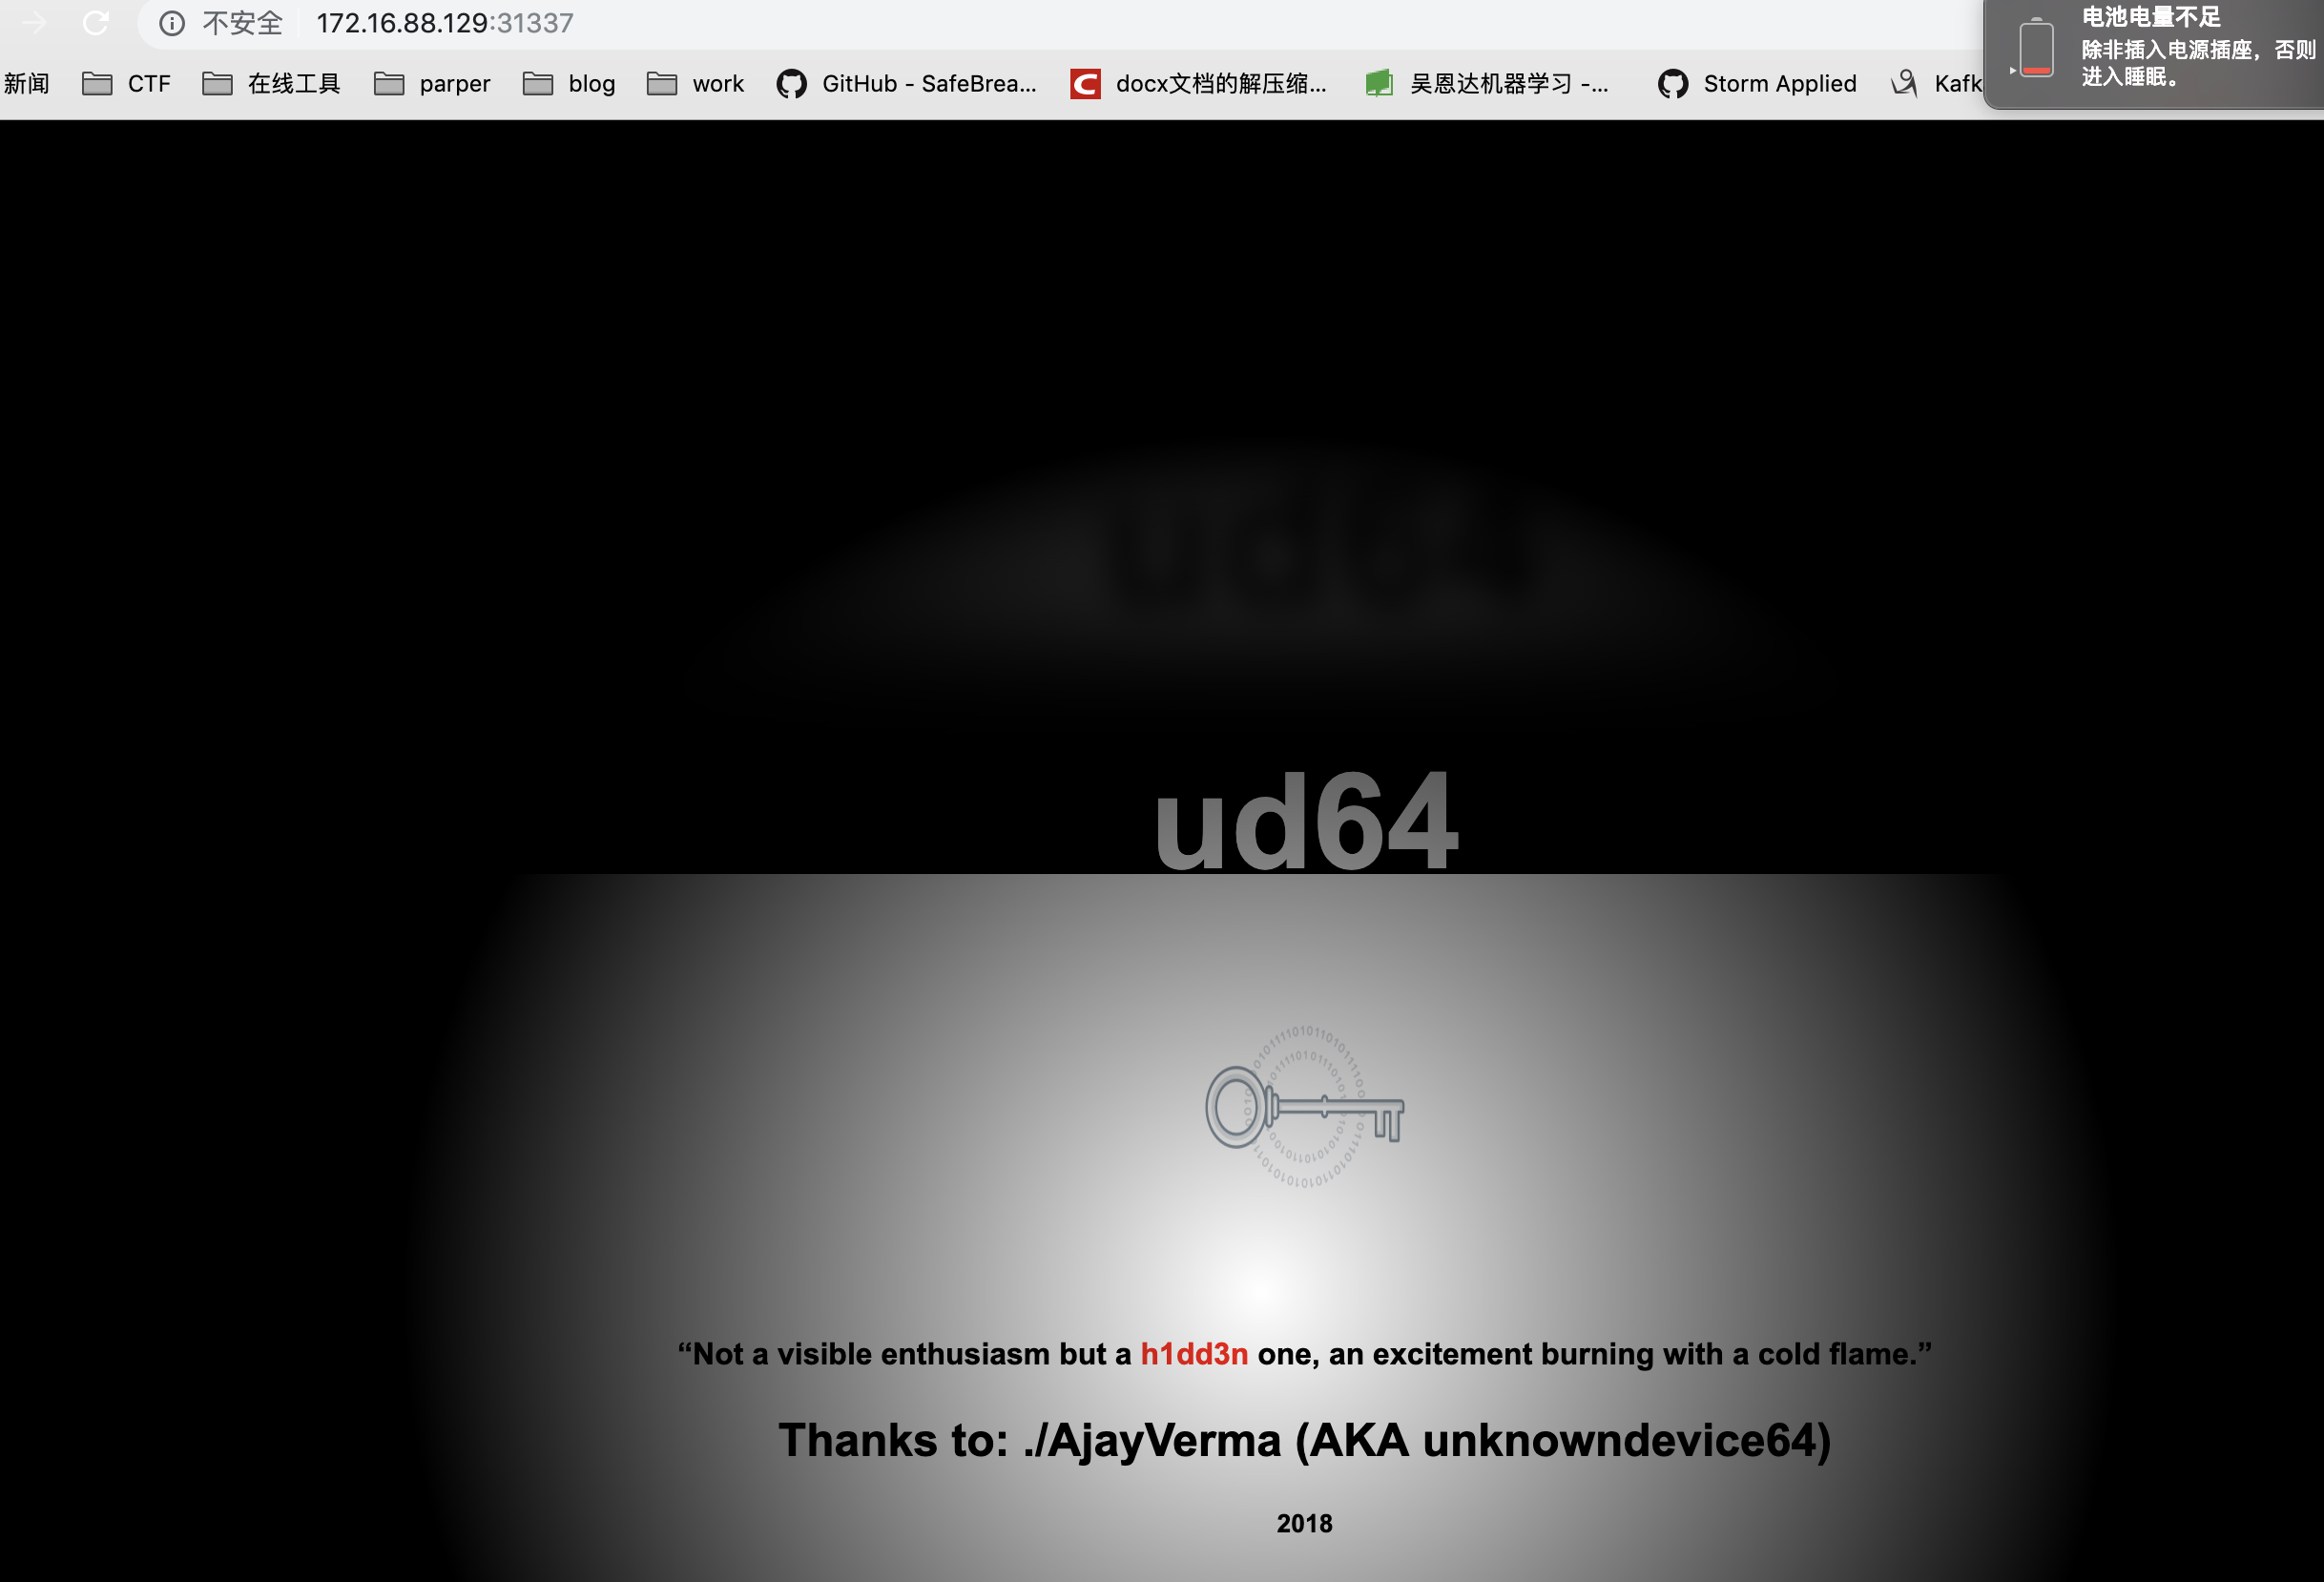 不安全 172.16.88.129:31337
电池电量不足
除非插入电源插座，否则
进入睡眠。
新闻 CTF 在线工具 parper blog work GitHub - SafeBrea... docx文档的解压缩... 吴恩达机器学习 -... Storm Applied Kafk
ud64
ud64
“Not a visible enthusiasm but a h1dd3n one, an excitement burning with a cold flame.”
Thanks to: ./AjayVerma (AKA unknowndevice64)
2018